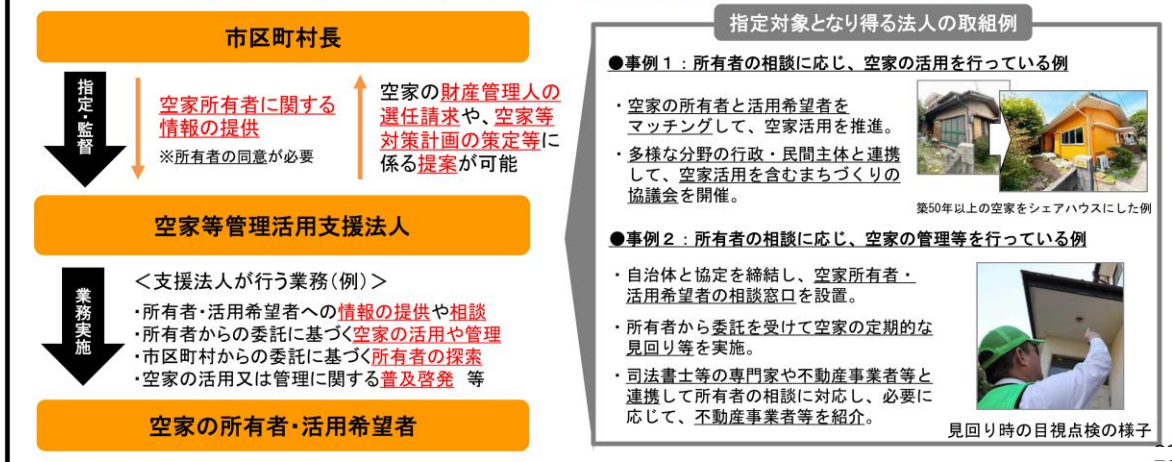 市区町村長
指定・監督
空家所有者に関する
情報の提供
※所有者の同意が必要
空家の財産管理人の
選任請求や、空家等
対策計画の策定等に
係る提案が可能
空家等管理活用支援法人
業務実施
<支援法人が行う業務(例)>
・所有者・活用希望者への情報の提供や相談
・所有者からの委託に基づく空家の活用や管理
・市区町村からの委託に基づく所有者の探索
・空家の活用又は管理に関する普及啓発 等
空家の所有者・活用希望者
指定対象となり得る法人の取組例
●事例1:所有者の相談に応じ、空家の活用を行っている例
・空家の所有者と活用希望者を
マッチングして、空家活用を推進。
・多様な分野の行政・民間主体と連携
して、空家活用を含むまちづくりの
協議会を開催。
築50年以上の空家をシェアハウスにした例
●事例2:所有者の相談に応じ、空家の管理等を行っている例
・自治体と協定を締結し、空家所有者・
活用希望者の相談窓口を設置。
・所有者から委託を受けて空家の定期的な
見回り等を実施。
・司法書士等の専門家や不動産事業者等と
連携して所有者の相談に対応し、必要に
応じて、不動産事業者等を紹介。
見回り時の目視点検の様子